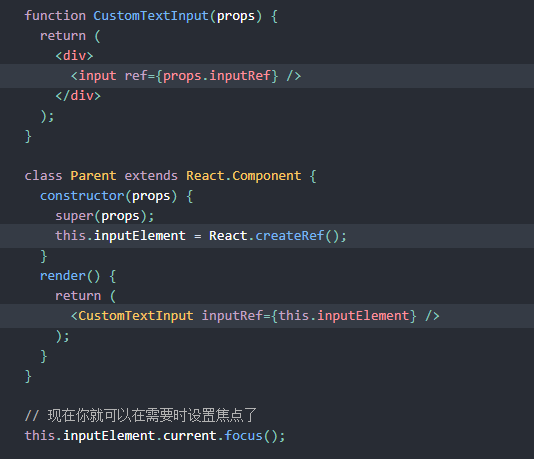 function CustomTextInput(props) {
  return (
    <div>
      <input ref={props.inputRef} />
    </div>
  );
}

class Parent extends React.Component {
  constructor(props) {
    super(props);
    this.inputElement = React.createRef();
  }
  render() {
    return (
      <CustomTextInput inputRef={this.inputElement} />
    );
  }
}

// 现在你就可以在需要时设置焦点了
this.inputElement.current.focus();